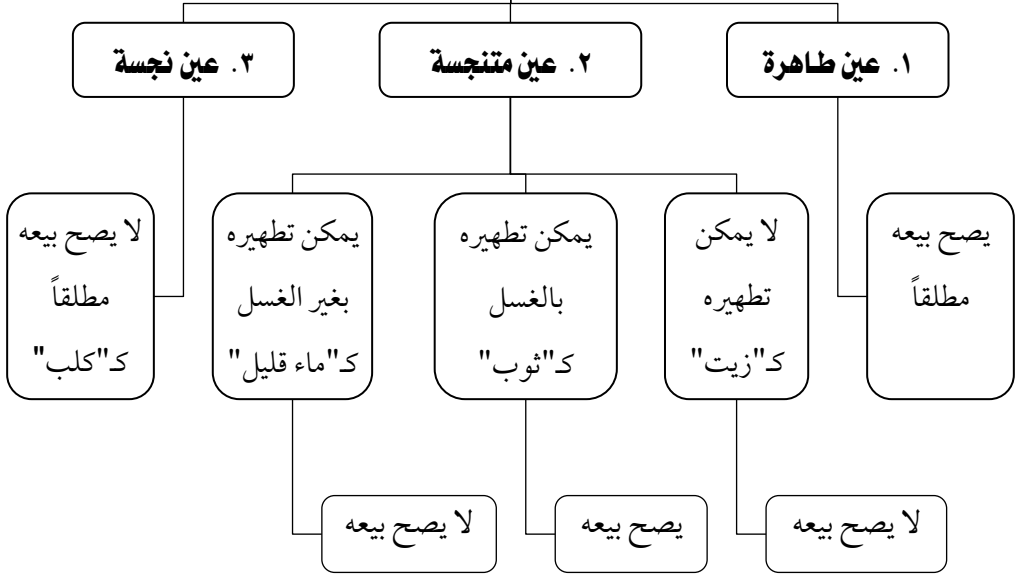 ١. عين طاهرة
٢. عين متنجسة
٣. عين نجسة
يصح بيعه
مطلقاً
لا يمكن
تطهيره
كـ"زيت"
يمكن تطهيره
بالغسل
كـ"ثوب"
يمكن تطهيره
بغير الغسل
كـ"ماء قليل"
لا يصح بيعه
مطلقاً
كـ"كلب"
لا يصح بيعه
يصح بيعه
لا يصح بيعه